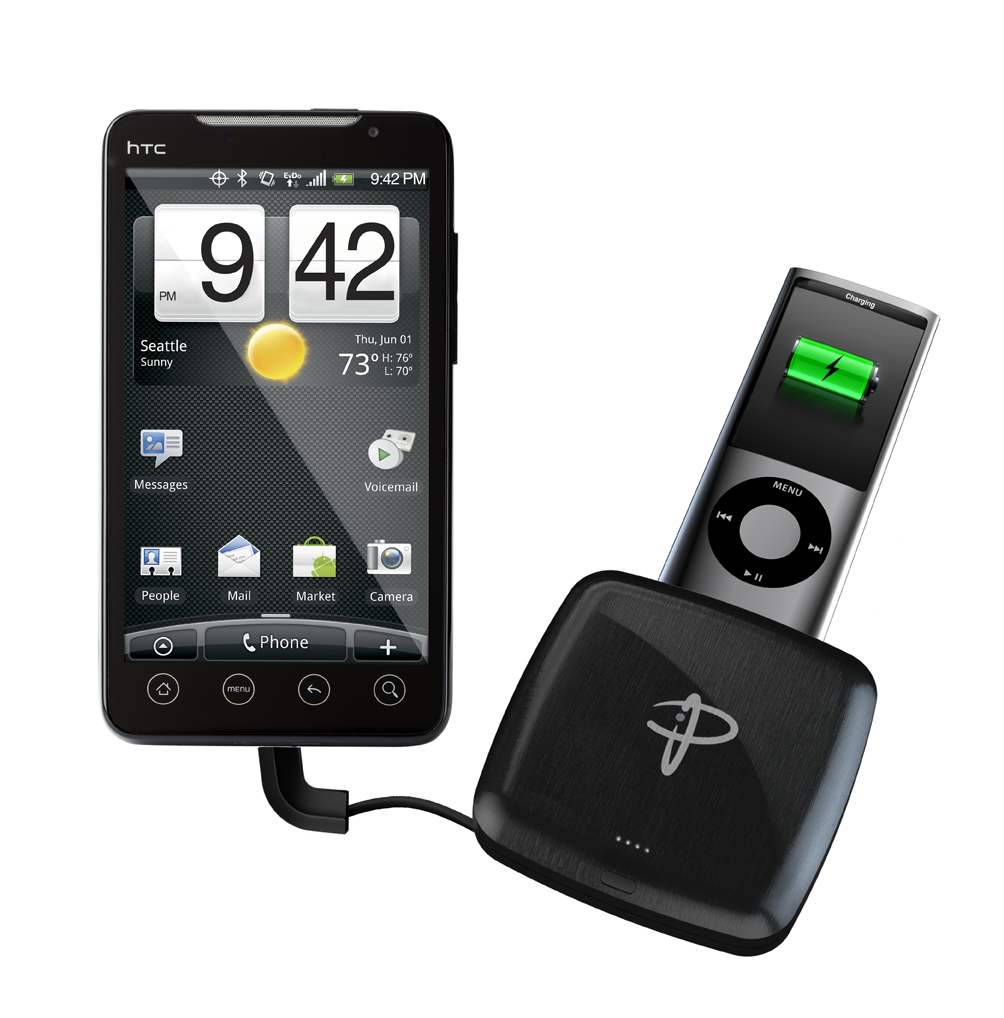 hTC
EVDO
9:42 PM
9 42
PM
Seattle
Sunny
Thu, Jun 01
73° H: 76°
L: 70°
Messages
Voicemail
People
Mail
Market
Camera
Phone
MENU
Charging
MENU